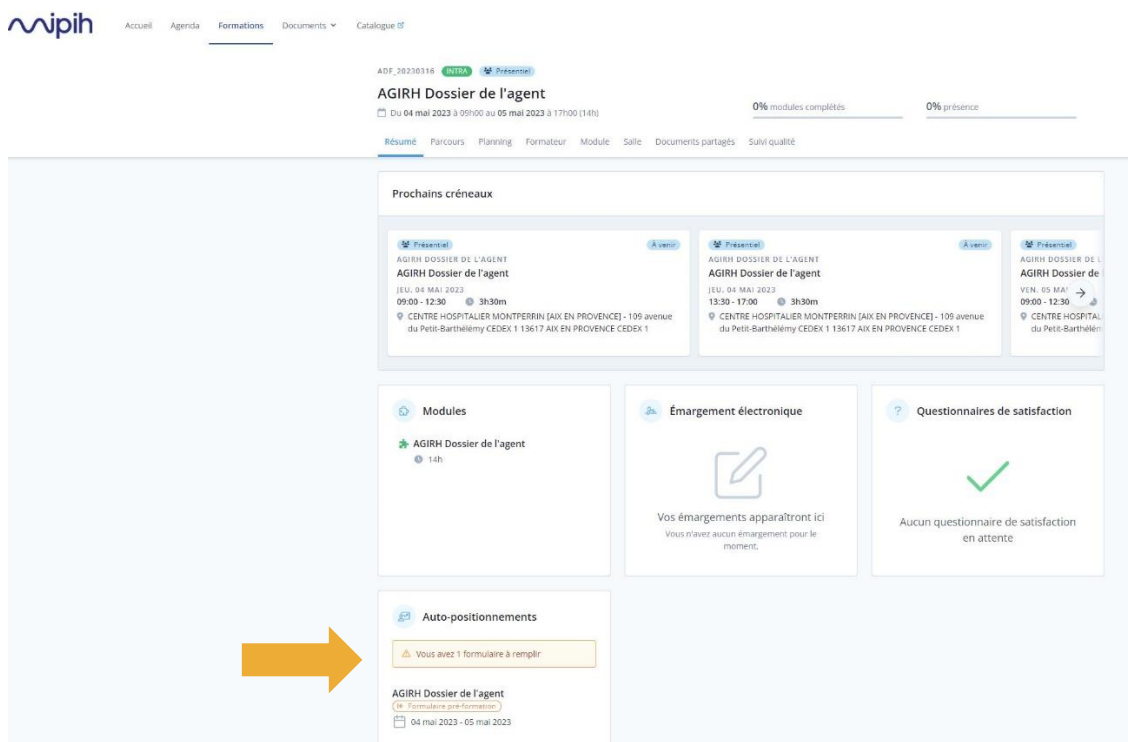 mipih
Accueil Agenda Formations Documents Catalogue
ADF_20230316 INTRA Présentiel
AGIRH Dossier de l'agent
Du 04 mai 2023 à 09h00 au 05 mai 2023 à 17h00 (14h)
0% modules complétés 0% présence
Résumé Parcours Planning Formateur Module Salle Documents partagés Suivi qualité
Prochains créneaux
Présentiel À venir
AGIRH DOSSIER DE L'AGENT
AGIRH Dossier de l'agent
JEU. 04 MAI 2023
09:00 - 12:30 3h30m
CENTRE HOSPITALIER MONTPERRIN [AIX EN PROVENCE] - 109 avenue
du Petit-Barthélémy CEDEX 1 13617 AIX EN PROVENCE CEDEX 1
Présentiel À venir
AGIRH DOSSIER DE L'AGENT
AGIRH Dossier de l'agent
JEU. 04 MAI 2023
13:30 - 17:00 3h30m
CENTRE HOSPITALIER MONTPERRIN [AIX EN PROVENCE] - 109 avenue
du Petit-Barthélémy CEDEX 1 13617 AIX EN PROVENCE CEDEX 1
Présentiel
AGIRH DOSSIER DE
AGIRH Dossier de
VEN. 05 MA
09:00 - 12:30
CENTRE HOSPITAL
du Petit-Barthélém
Modules
AGIRH Dossier de l'agent
14h
Émargement électronique
Vos émargements apparaîtront ici
Vous n'avez aucun émargement pour le
moment.
Questionnaires de satisfaction
Aucun questionnaire de satisfaction
en attente
Auto-positionnements
Vous avez 1 formulaire à remplir
AGIRH Dossier de l'agent
Formulaire pré-formation
04 mai 2023 - 05 mai 2023